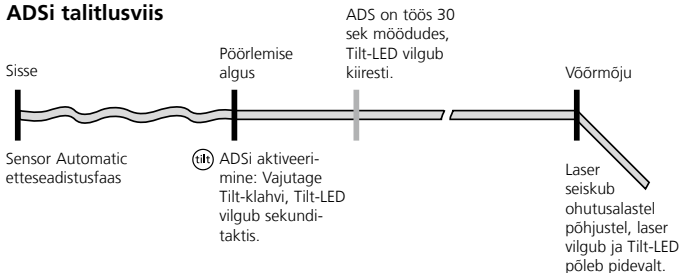 ADSi talitlusviis
Sisse
Pöörlemise
algus
ADS on töös 30
sek möödudes,
Tilt-LED vilgub
kiiresti.
Võõrmõju
Sensor Automatic
etteseadistusfaas
tilt
ADSi aktiveeri-
mine: Vajutage
Tilt-klahvi, Tilt-LED
vilgub sekundi-
taktis.
Laser
seiskub
ohutusalastel
põhjustel, laser
vilgub ja Tilt-LED
põleb pidevalt.